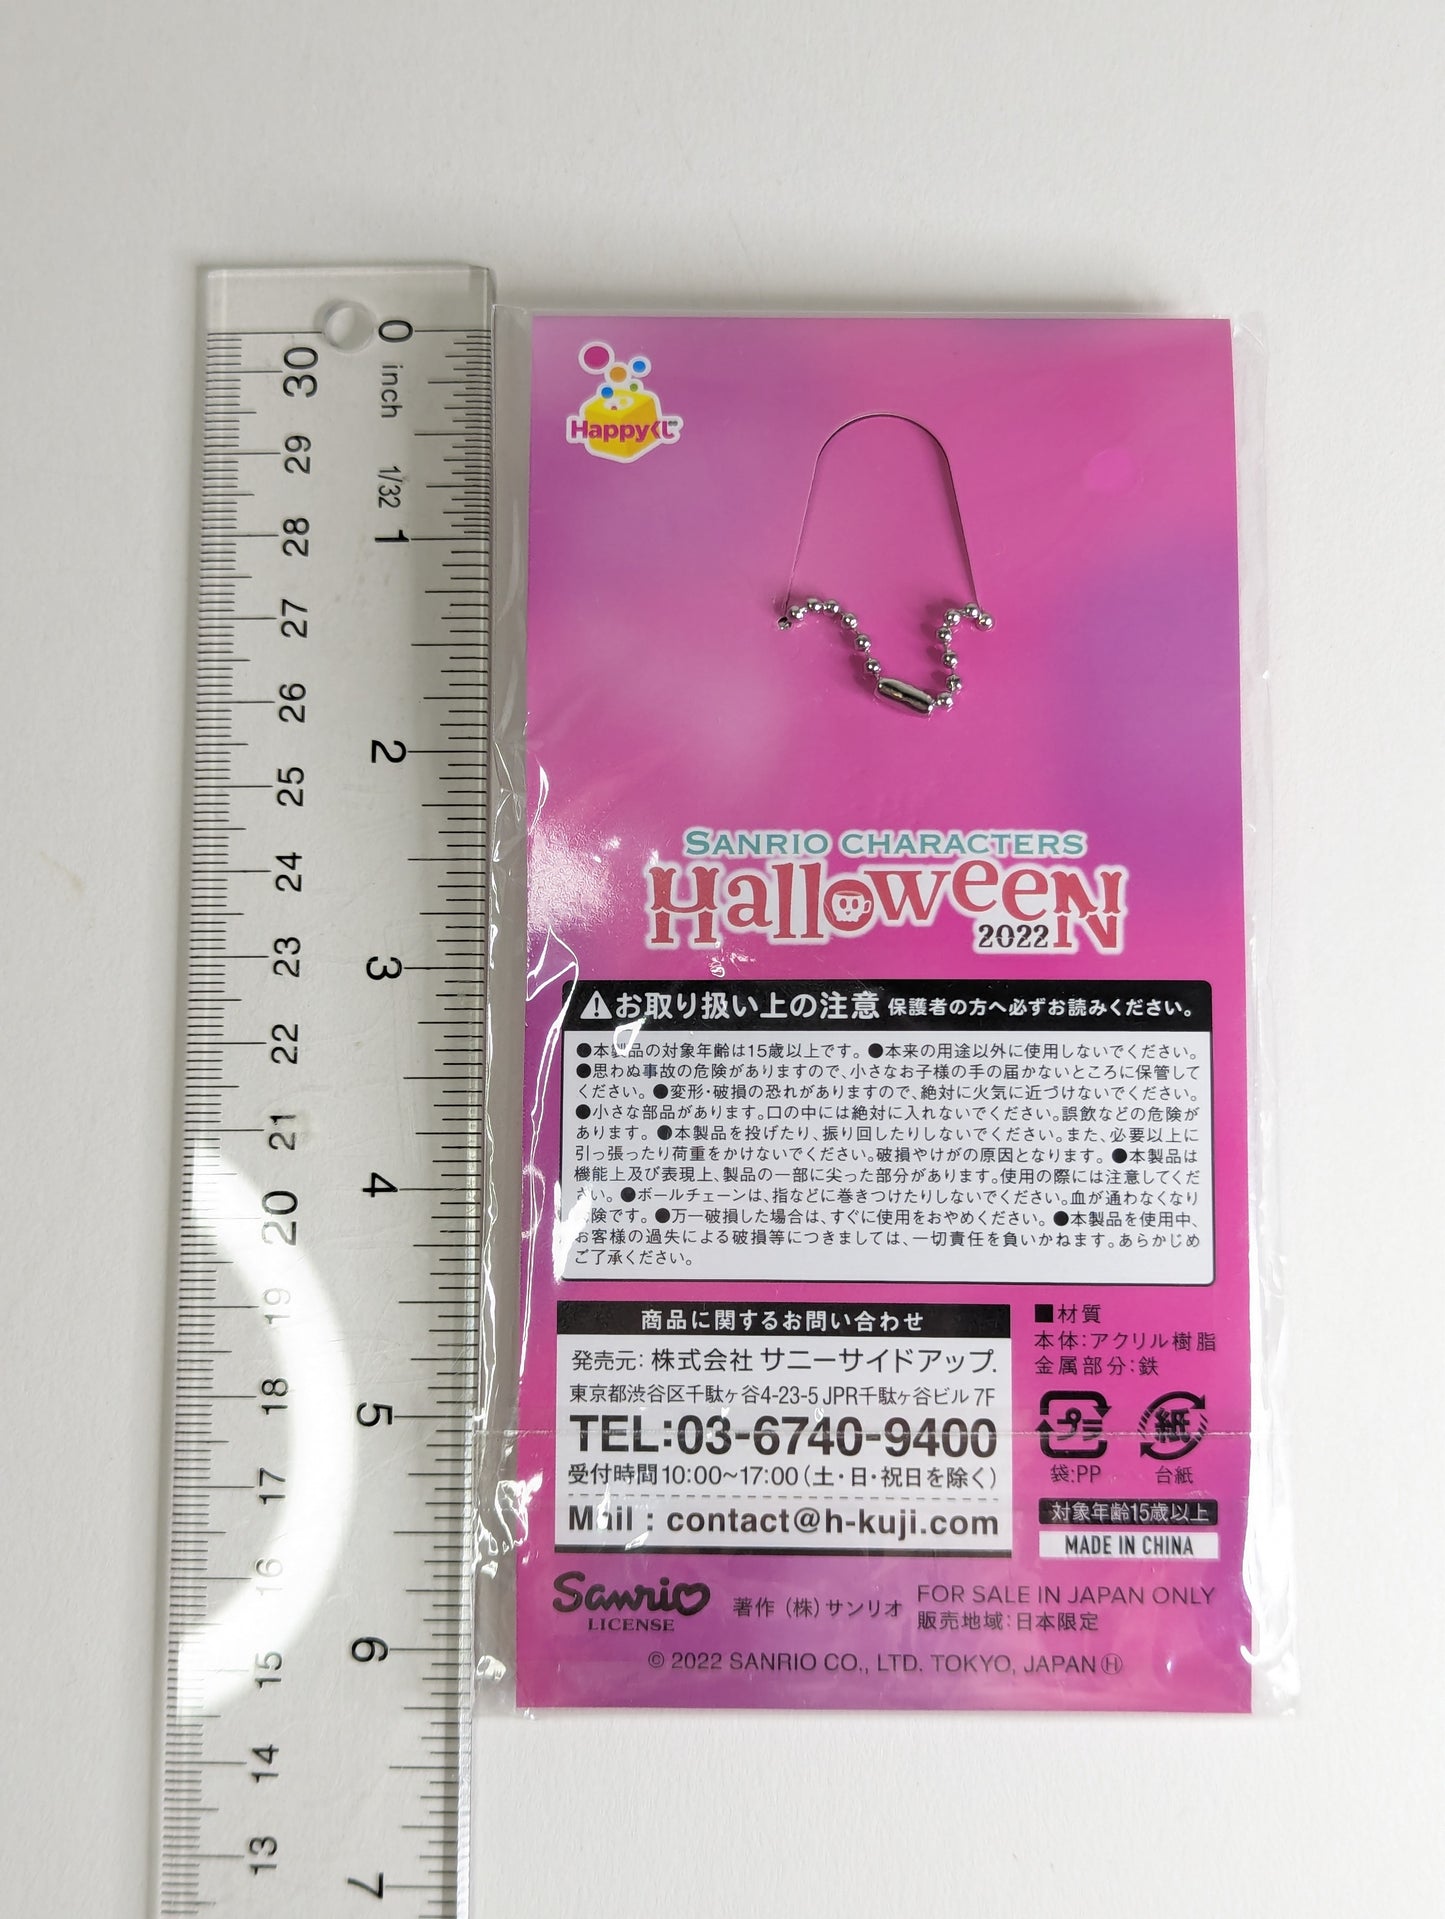 0
inch
1/32
1
2
3
4
5
6
7
30
29
28
27
26
25
24
23
22
21
20
19
18
17
16
15
14
13
Happyくじ
SANRIO CHARACTERS
HalloweeN
2022
お取り扱い上の注意 保護者の方へ必ずお読みください。
●本製品の対象年齢は15歳以上です。●本来の用途以外に使用しないでください。
●思わぬ事故の危険がありますので、小さなお子様の手の届かないところに保管して
ください。●変形・破損の恐れがありますので、絶対に火気に近づけないでください。
●小さな部品があります。口の中には絶対に入れないでください。誤飲などの危険が
あります。●本製品を投げたり、振り回したりしないでください。また、必要以上に
引っ張ったり荷重をかけないでください。破損やけがの原因となります。●本製品は
機能上及び表現上、製品の一部に尖った部分があります。使用の際には注意してくだ
さい。●ボールチェーンは、指などに巻きつけたりしないでください。血が通わなくなり
危険です。●万一破損した場合は、すぐに使用をおやめください。●本製品を使用中、
お客様の過失による破損等につきましては、一切責任を負いかねます。あらかじめ
ご了承ください。
商品に関するお問い合わせ
発売元：株式会社 サニーサイドアップ.
東京都渋谷区千駄ヶ谷4-23-5 JPR千駄ヶ谷ビル 7F
TEL:03-6740-9400
受付時間10:00〜17:00（土・日・祝日を除く）
Mail : contact@h-kuji.com
■材質
本体：アクリル樹脂
金属部分：鉄
プラ
紙
袋:PP
台紙
対象年齢15歳以上
MADE IN CHINA
Sanrio
LICENSE
著作（株）サンリオ
FOR SALE IN JAPAN ONLY
販売地域：日本限定
© 2022 SANRIO CO., LTD. TOKYO, JAPAN Ⓗ